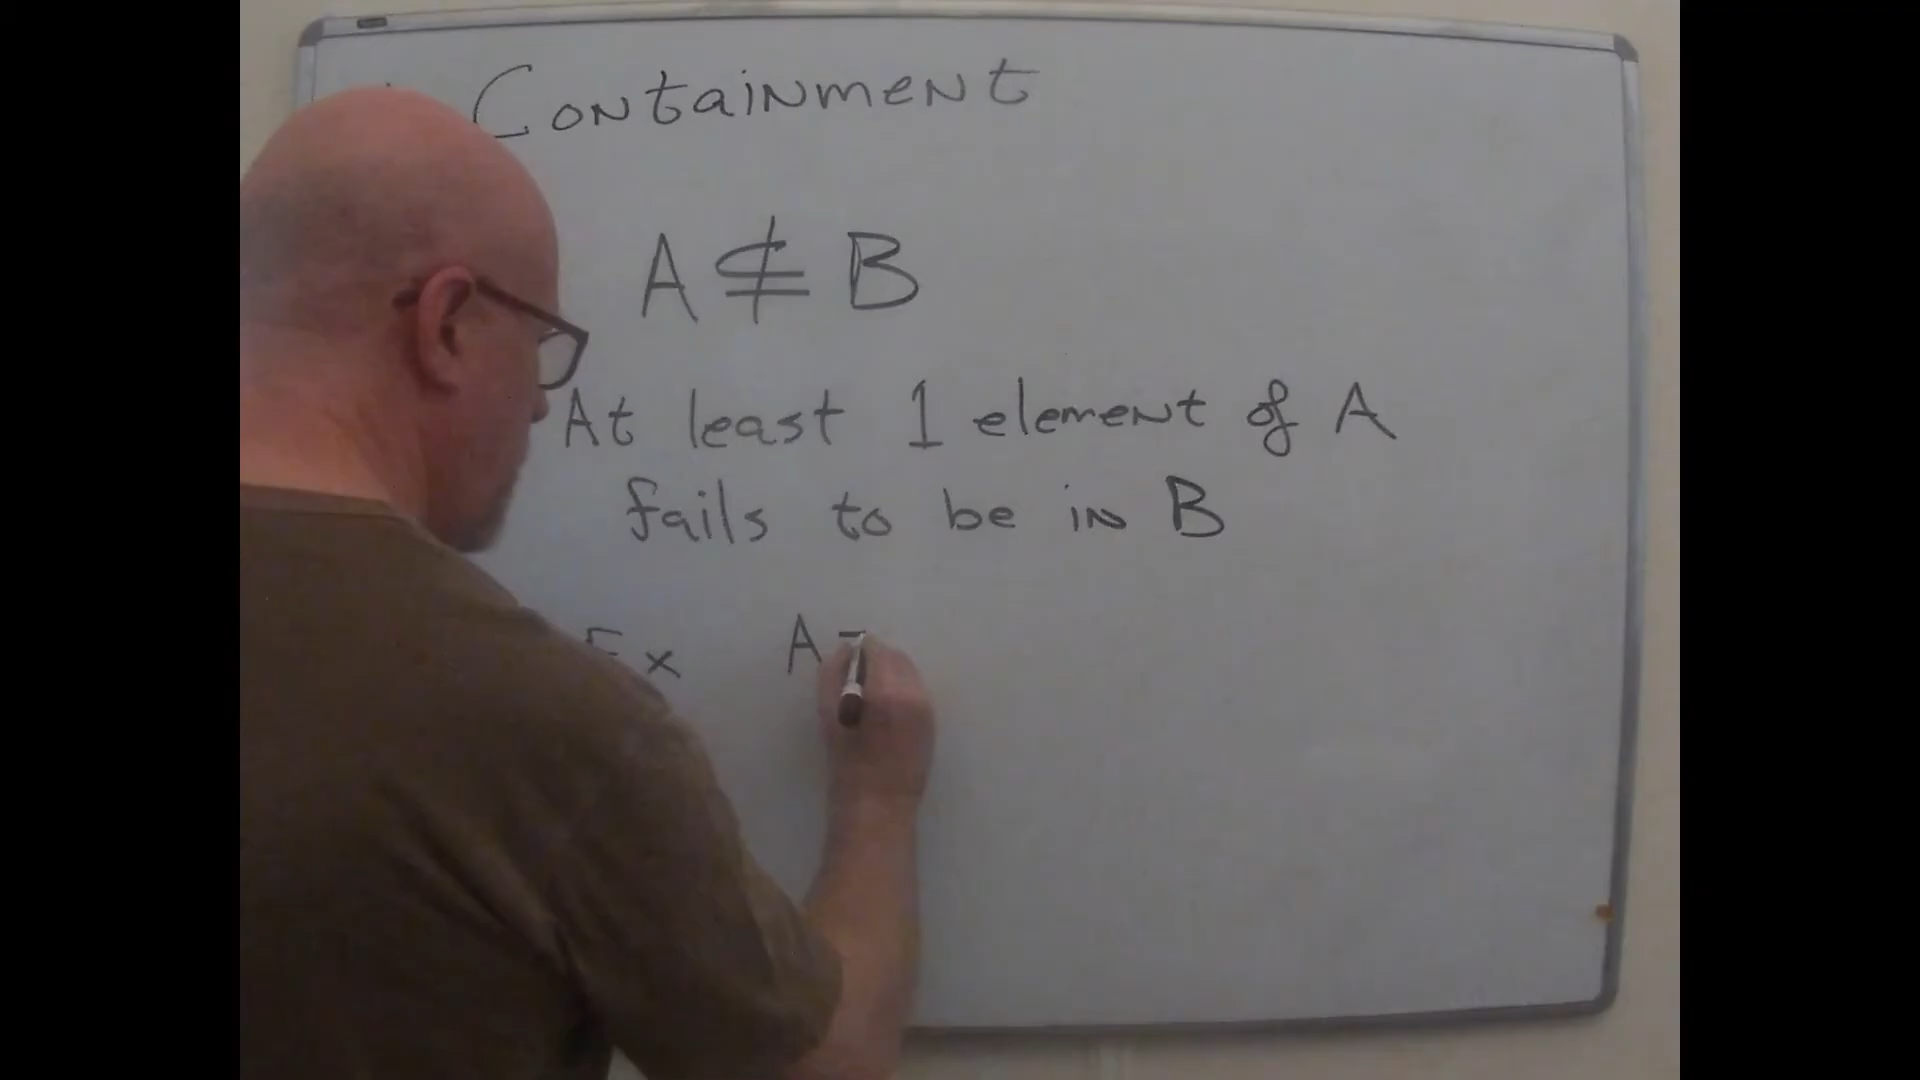 Containment
A ⊈ B
At least 1 element of A
fails to be in B
Ex A =